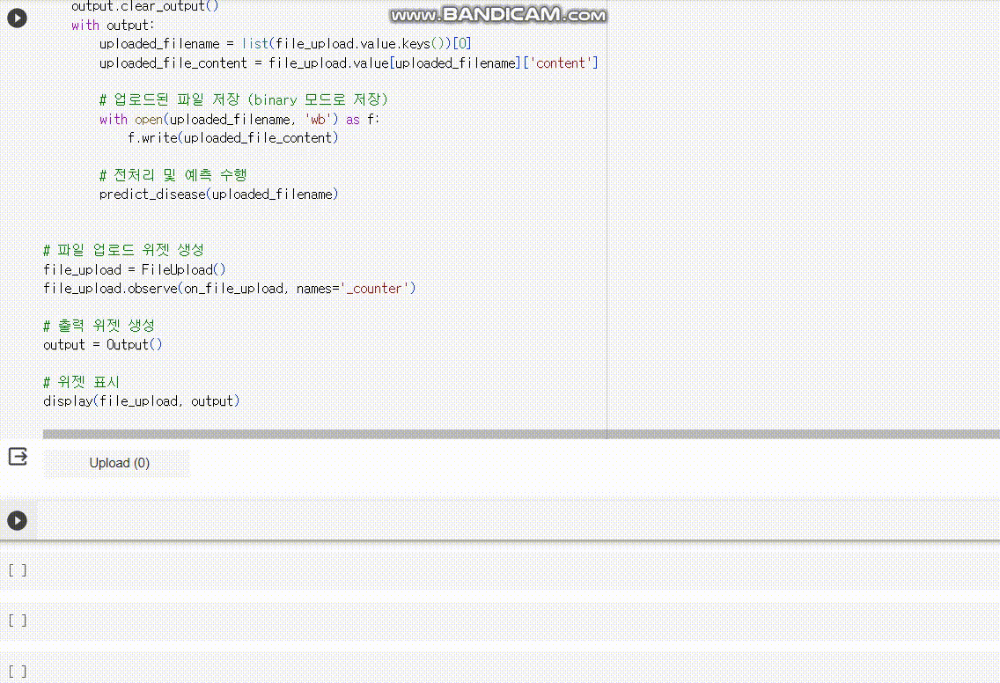 www.BANDICAM.com
output.clear_output()
with output:
uploaded_filename = list(file_upload.value.keys())[0]
uploaded_file_content = file_upload.value[uploaded_filename]['content']
# 업로드된 파일 저장 (binary 모드로 저장)
with open(uploaded_filename, 'wb') as f:
f.write(uploaded_file_content)
# 전처리 및 예측 수행
predict_disease(uploaded_filename)
# 파일 업로드 위젯 생성
file_upload = FileUpload()
file_upload.observe(on_file_upload, names='_counter')
# 출력 위젯 생성
output = Output()
# 위젯 표시
display(file_upload, output)
Upload (0)
[ ]
[ ]
[ ]